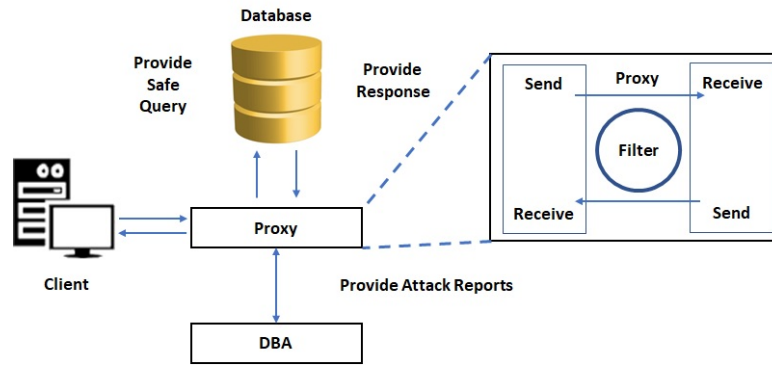 Database
Provide
Safe
Query
Provide
Response
Send
Proxy
Receive
Filter
Receive
Send
Proxy
Client
Provide Attack Reports
DBA